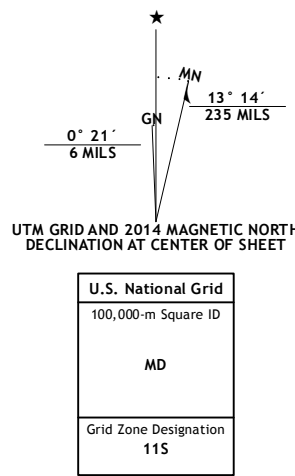 ★
MN
GN
0° 21´
6 MILS
13° 14´
235 MILS
UTM GRID AND 2014 MAGNETIC NORTH
DECLINATION AT CENTER OF SHEET
U.S. National Grid
100,000-m Square ID
MD
Grid Zone Designation
11S